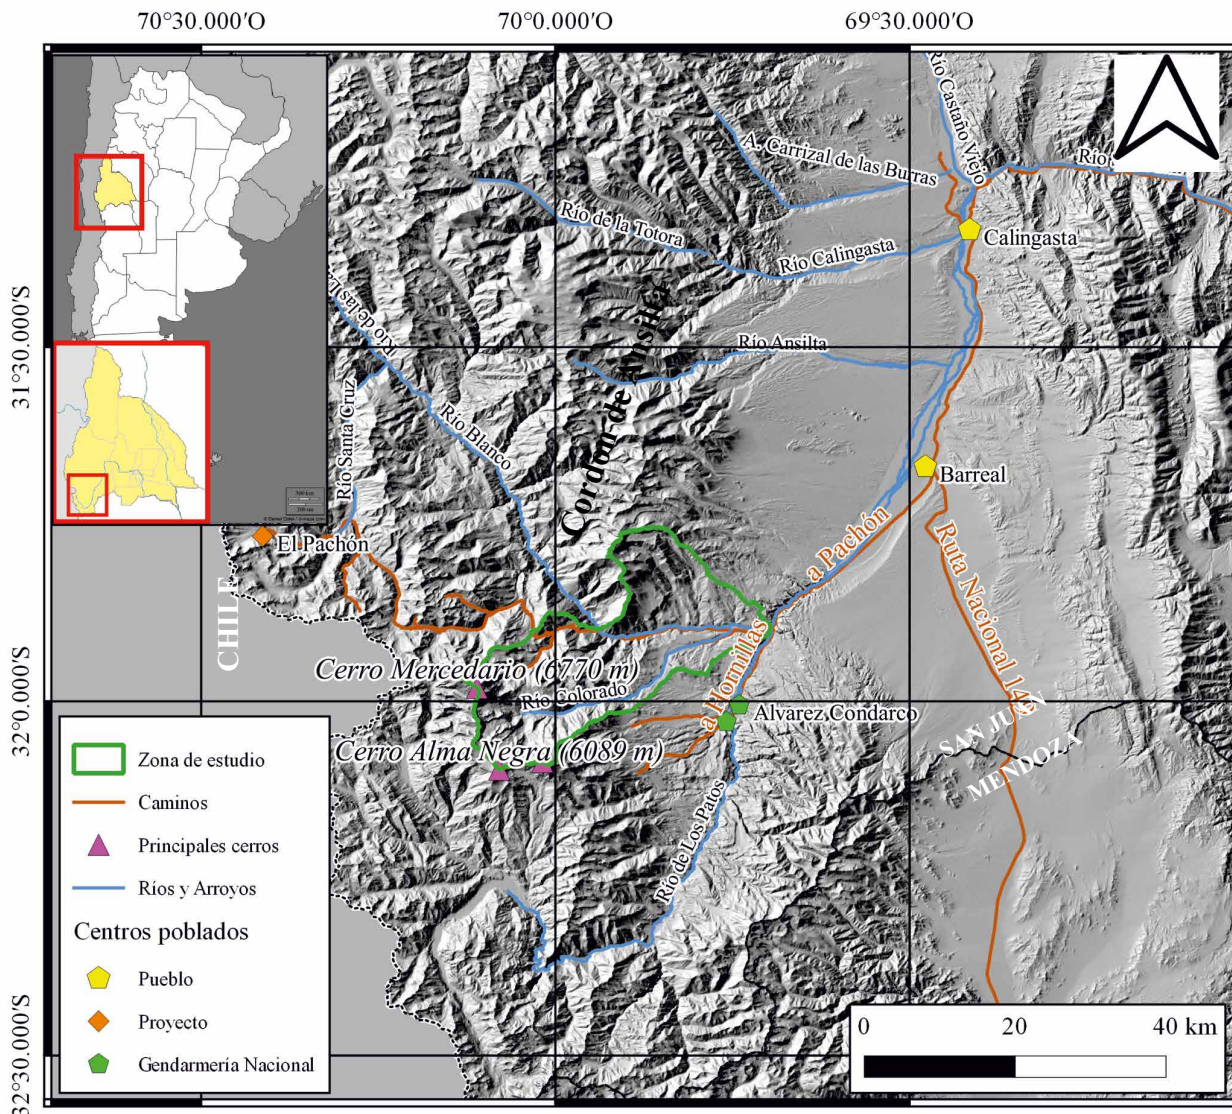 70°30.000'O
70°0.000'O
69°30.000'O
31°30.000'S
32°0.000'S
32°30.000'S
Río Castaño Viejo
A. Carrizal de las Burras
Río
Río de la Totora
Río Calingasta
Calingasta
Río de las L
Río Ansilta
Cordon de Ansilta
Río Santa Cruz
Río Blanco
Barreal
El Pachón
a Pachón
Ruta Nacional 149
CHILE
Cerro Mercedario (6770 m)
Río Colorado
a Hornillas
Alvarez Condarco
SAN JUAN
MENDOZA
Cerro Alma Negra (6089 m)
Río de Los Patos
Zona de estudio
Caminos
Principales cerros
Ríos y Arroyos
Centros poblados
Pueblo
Proyecto
Gendarmería Nacional
0 20 40 km